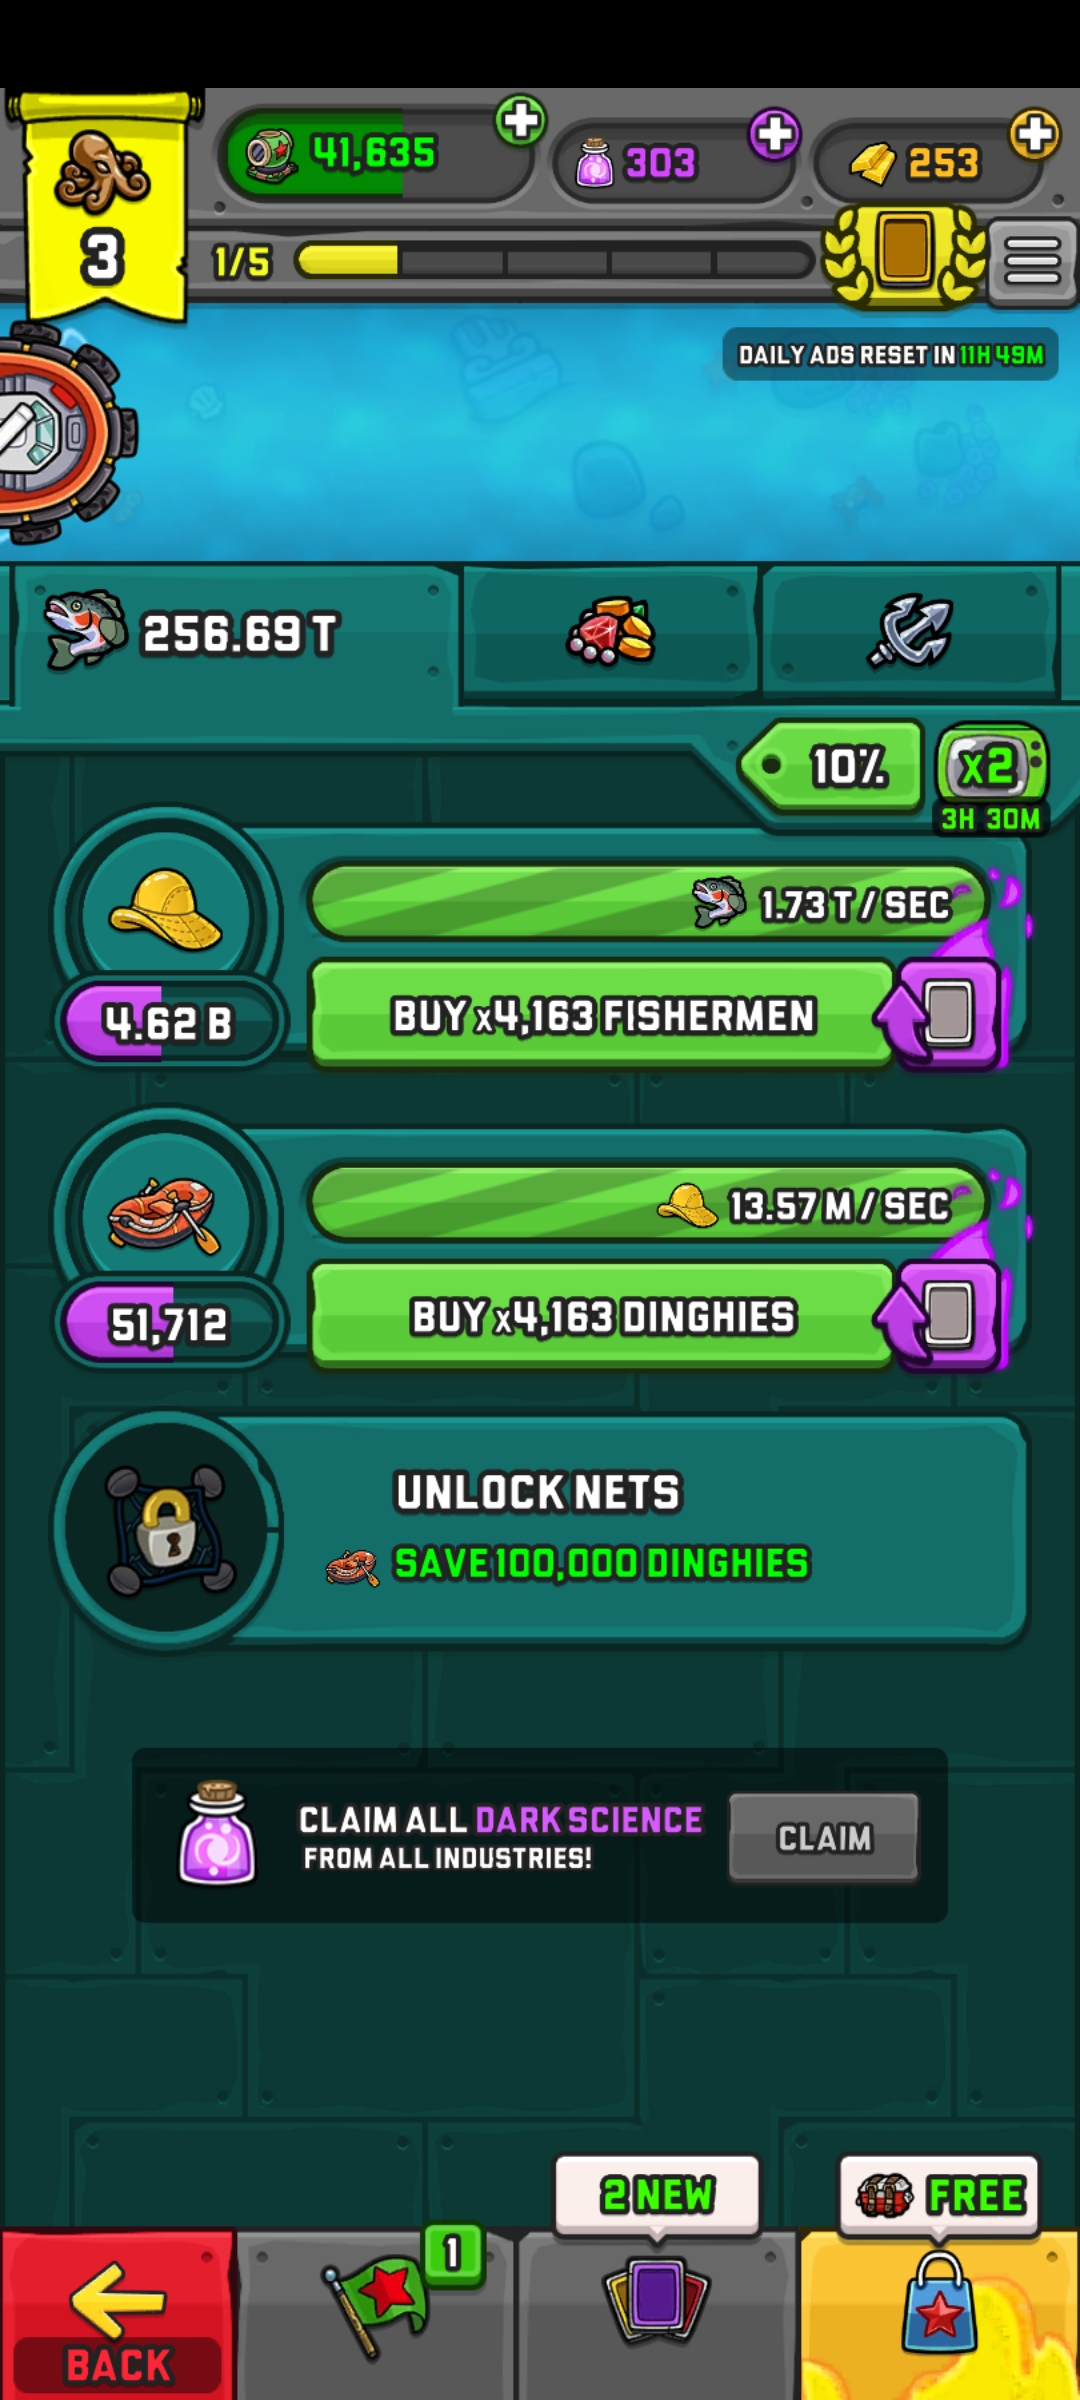 41,635
303
253
3
1/5
DAILY ADS RESET IN 11H 49M
256.69 T
10%
x2
3H 30M
1.73 T / SEC
4.62 B
BUY x4,163 FISHERMEN
13.57 M / SEC
51,712
BUY x4,163 DINGHIES
UNLOCK NETS
SAVE 100,000 DINGHIES
CLAIM ALL DARK SCIENCE
FROM ALL INDUSTRIES!
CLAIM
2 NEW
FREE
1
BACK